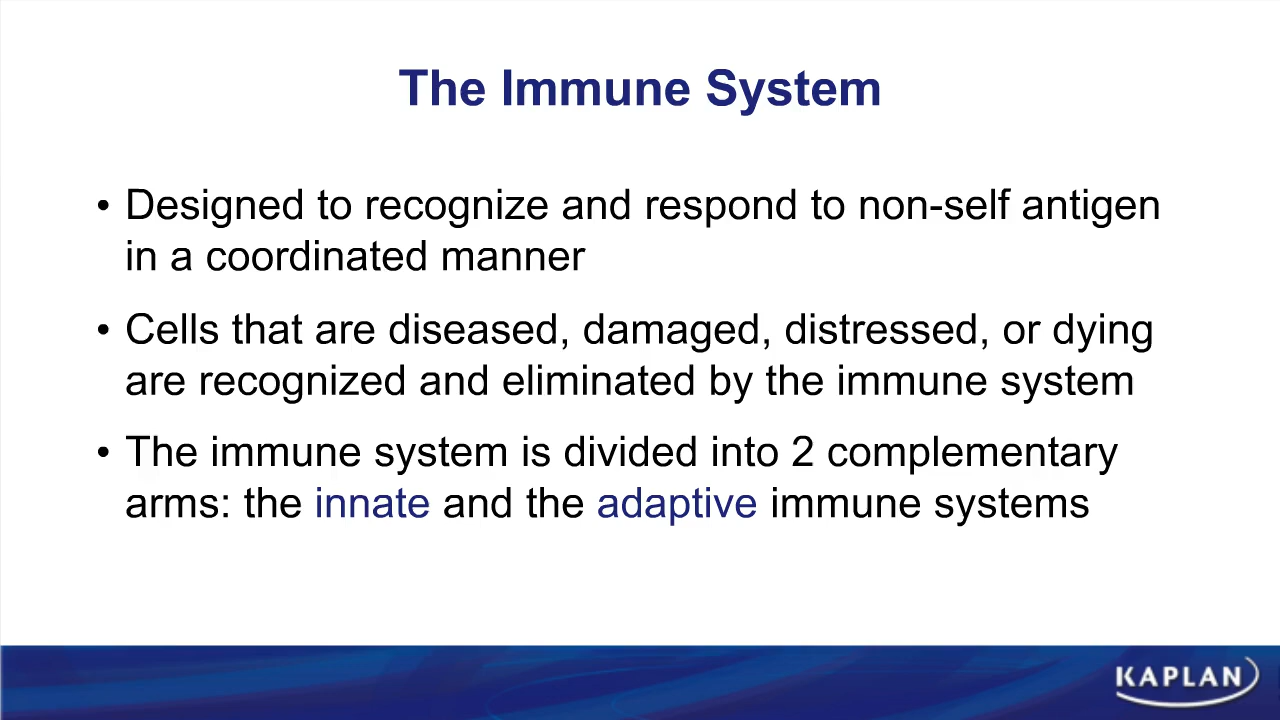 The Immune System
• Designed to recognize and respond to non-self antigen
in a coordinated manner
• Cells that are diseased, damaged, distressed, or dying
are recognized and eliminated by the immune system
• The immune system is divided into 2 complementary
arms: the innate and the adaptive immune systems
KAPLAN